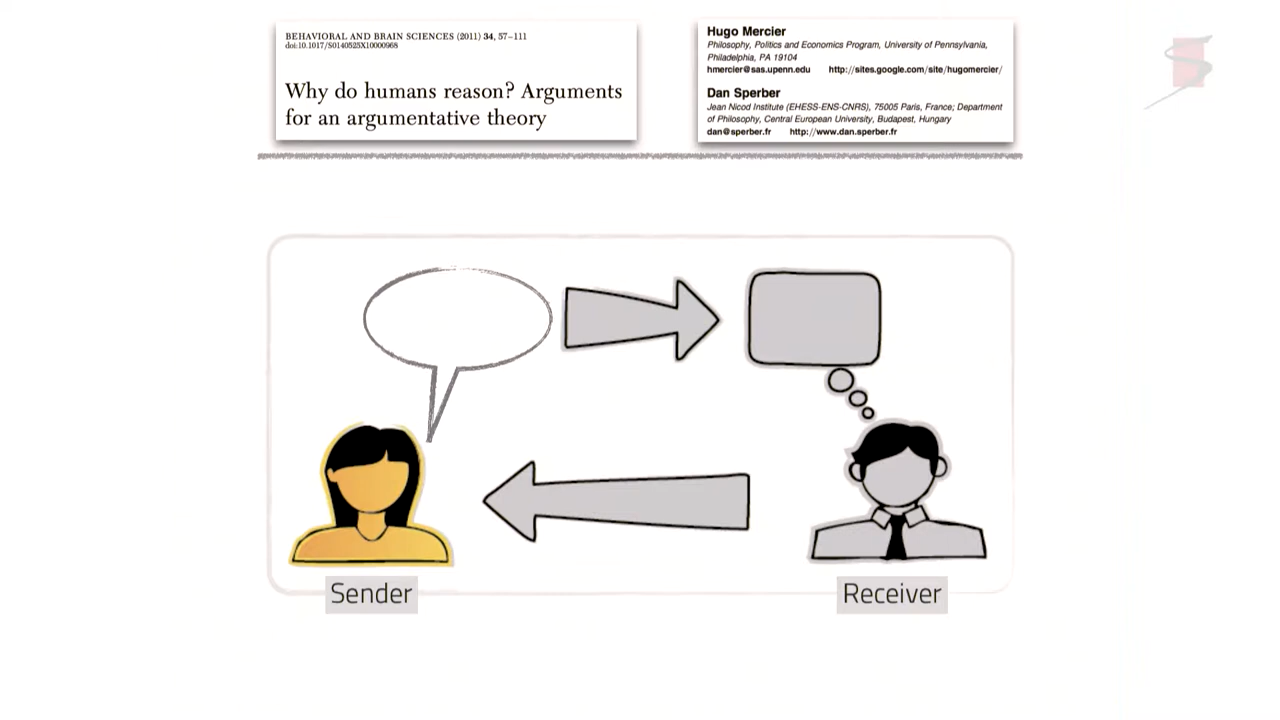 BEHAVIORAL AND BRAIN SCIENCES (2011) 34, 57–111
doi:10.1017/S0140525X10000968
Why do humans reason? Arguments
for an argumentative theory
Hugo Mercier
Philosophy, Politics and Economics Program, University of Pennsylvania,
Philadelphia, PA 19104
hmercier@sas.upenn.edu http://sites.google.com/site/hugomercier/
Dan Sperber
Jean Nicod Institute (EHESS-ENS-CNRS), 75005 Paris, France; Department
of Philosophy, Central European University, Budapest, Hungary
dan@sperber.fr http://www.dan.sperber.fr
Sender
Receiver